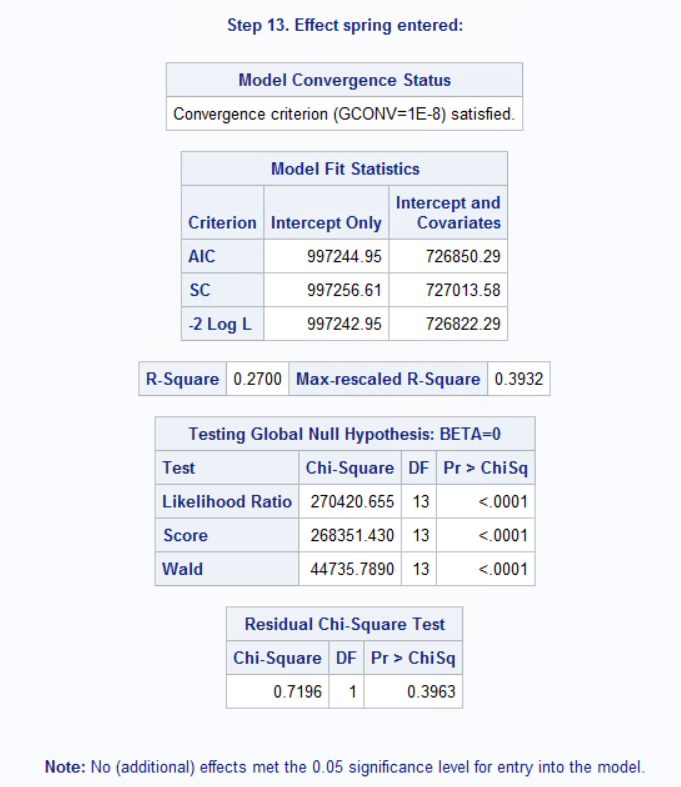 Step 13. Effect spring entered:
Model Convergence Status
Convergence criterion (GCONV=1E-8) satisfied.
Model Fit Statistics
Criterion Intercept Only Intercept and
Covariates
AIC 997244.95 726850.29
SC 997256.61 727013.58
-2 Log L 997242.95 726822.29
R-Square 0.2700 Max-rescaled R-Square 0.3932
Testing Global Null Hypothesis: BETA=0
Test Chi-Square DF Pr > ChiSq
Likelihood Ratio 270420.655 13 <.0001
Score 268351.430 13 <.0001
Wald 44735.7890 13 <.0001
Residual Chi-Square Test
Chi-Square DF Pr > ChiSq
0.7196 1 0.3963
Note: No (additional) effects met the 0.05 significance level for entry into the model.